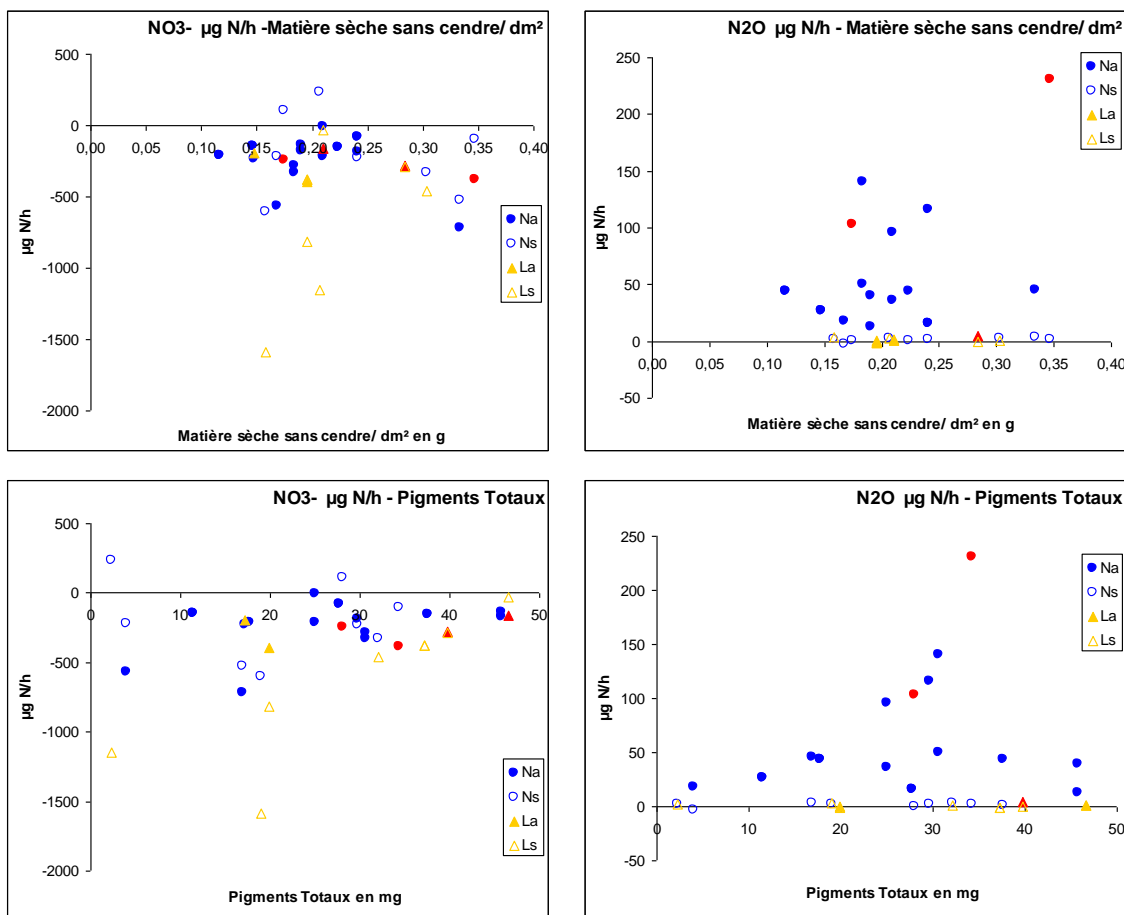 NO3- µg N/h -Matière sèche sans cendre/ dm²
500
0
0,00 0,05 0,10 0,15 0,20 0,25 0,30 0,35 0,40
-500
-1000
-1500
-2000
µg N/h
Na
Ns
La
Ls
Matière sèche sans cendre/ dm² en g
N2O µg N/h - Matière sèche sans cendre/ dm²
250
200
150
100
50
0
-50
0,00 0,05 0,10 0,15 0,20 0,25 0,30 0,35 0,40
µg N/h
Na
Ns
La
Ls
Matière sèche sans cendre/ dm² en g
NO3- µg N/h - Pigments Totaux
500
0
0 10 20 30 40 50
-500
-1000
-1500
-2000
µg N/h
Na
Ns
La
Ls
Pigments Totaux en mg
N2O µg N/h - Pigments Totaux
250
200
150
100
50
0
-50
0 10 20 30 40 50
µg N/h
Na
Ns
La
Ls
Pigments Totaux en mg